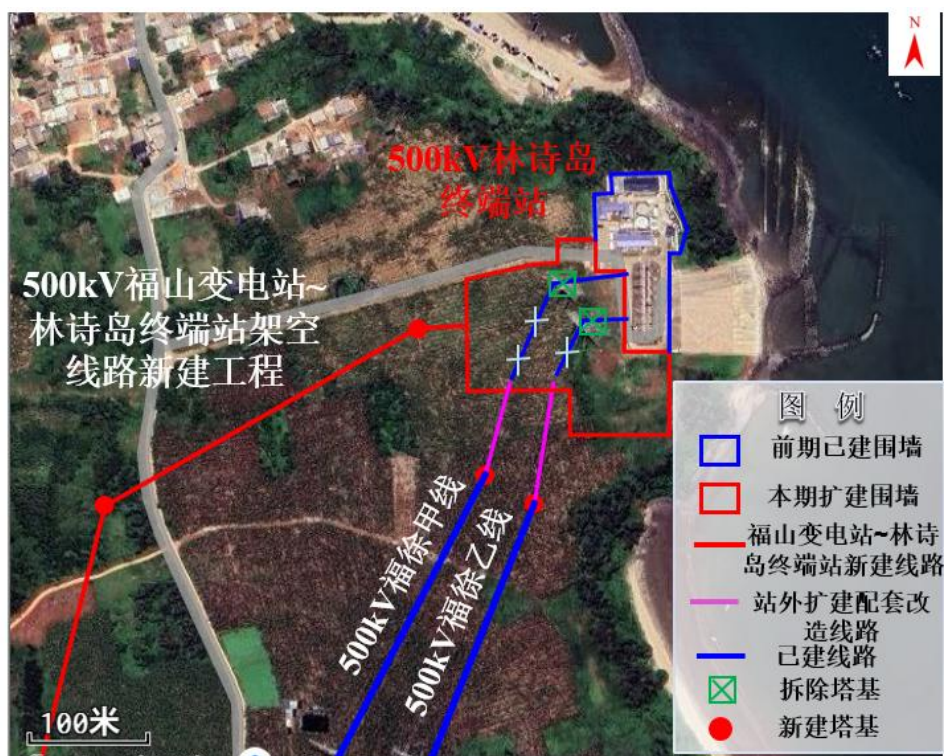 N
500kV林诗岛
终端站
500kV福山变电站~
林诗岛终端站架空
线路新建工程
500kV福徐甲线
500kV福徐乙线
图 例
前期已建围墙
本期扩建围墙
福山变电站~林诗
岛终端站新建线路
站外扩建配套改
造线路
已建线路
拆除塔基
新建塔基
100米